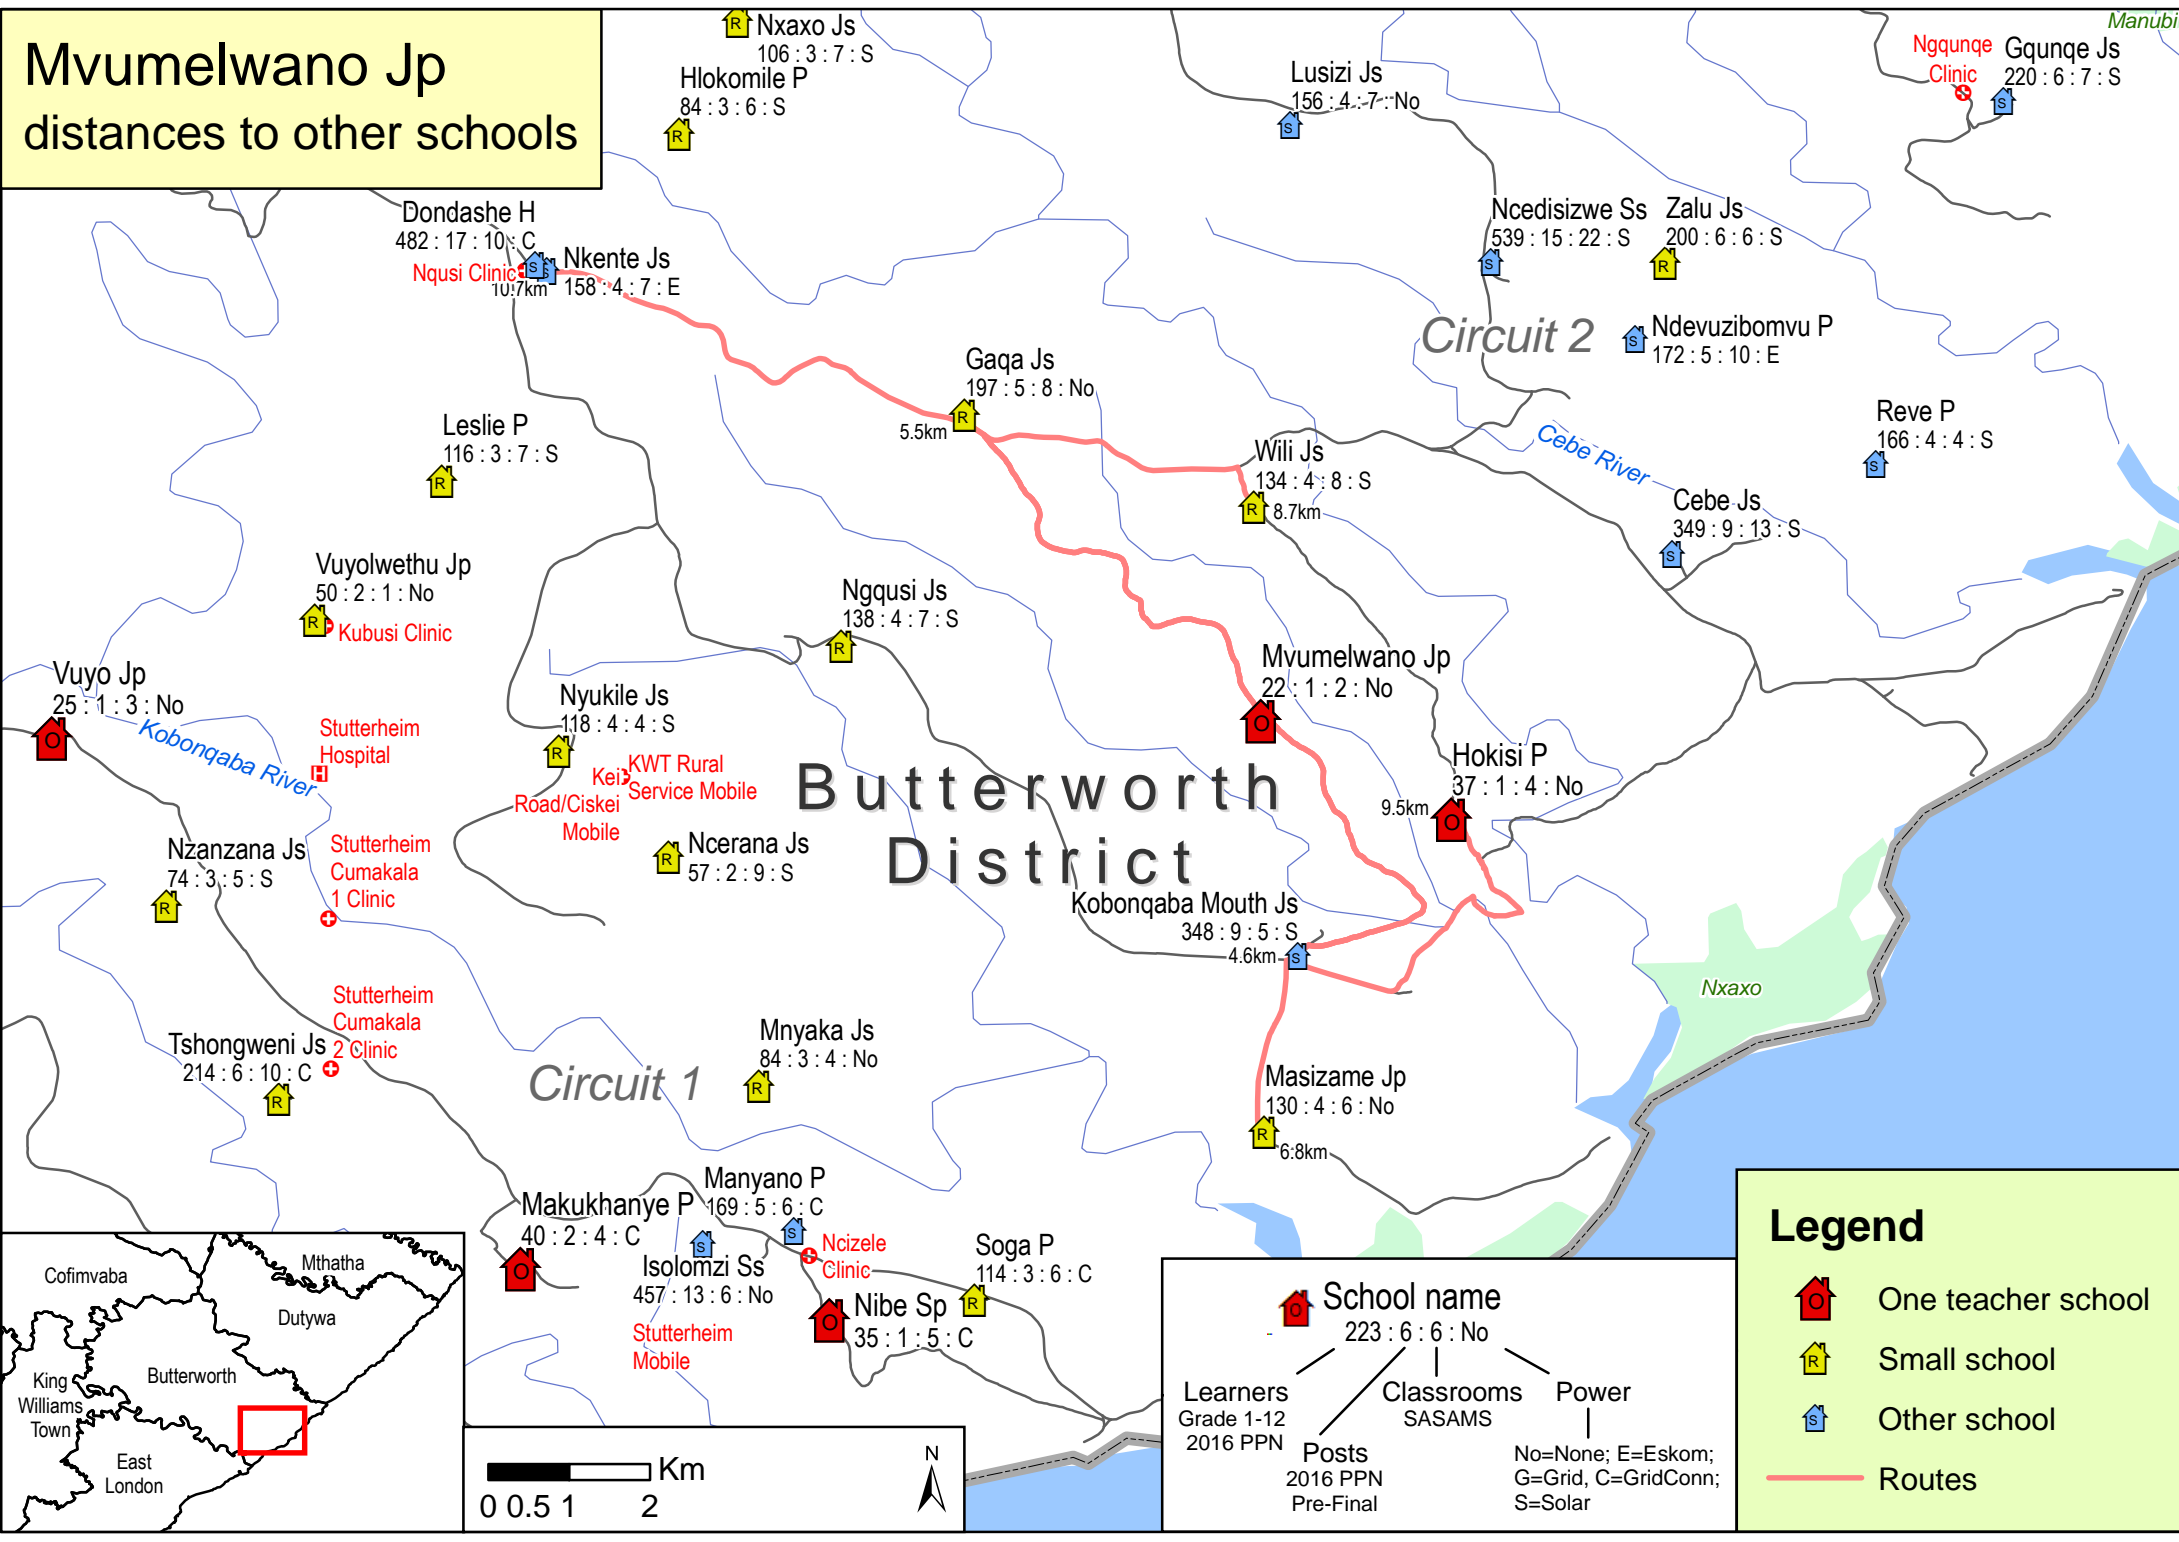 Mvumelwano Jp
distances to other schools
Nxaxo Js
106 : 3 : 7 : S
Hlokomile P
84 : 3 : 6 : S
Lusizi Js
156 : 4 : 7 : No
Ngqunqe
Clinic
Gqunqe Js
220 : 6 : 7 : S
Dondashe H
482 : 17 : 10 : C
Nqusi Clinic
10.7km
Nkente Js
158 : 4 : 7 : E
Ncedisizwe Ss
539 : 15 : 22 : S
Zalu Js
200 : 6 : 6 : S
Circuit 2
Ndevuzibomvu P
172 : 5 : 10 : E
Gaqa Js
197 : 5 : 8 : No
5.5km
Leslie P
116 : 3 : 7 : S
Wili Js
134 : 4 : 8 : S
8.7km
Cebe River
Reve P
166 : 4 : 4 : S
Cebe Js
349 : 9 : 13 : S
Vuyolwethu Jp
50 : 2 : 1 : No
Kubusi Clinic
Ngqusi Js
138 : 4 : 7 : S
Vuyo Jp
25 : 1 : 3 : No
Kobonqaba River
Stutterheim
Hospital
Nyukile Js
118 : 4 : 4 : S
Mvumelwano Jp
22 : 1 : 2 : No
Kei
Road/Ciskei
Mobile
KWT Rural
Service Mobile
Butterworth
District
Hokisi P
37 : 1 : 4 : No
9.5km
Nzanzana Js
74 : 3 : 5 : S
Stutterheim
Cumakala
1 Clinic
Ncerana Js
57 : 2 : 9 : S
Kobonqaba Mouth Js
348 : 9 : 5 : S
4.6km
Nxaxo
Stutterheim
Cumakala
2 Clinic
Tshongweni Js
214 : 6 : 10 : C
Circuit 1
Mnyaka Js
84 : 3 : 4 : No
Masizame Jp
130 : 4 : 6 : No
6.8km
Makukhanye P
40 : 2 : 4 : C
Manyano P
169 : 5 : 6 : C
Isolomzi Ss
457 : 13 : 6 : No
Stutterheim
Mobile
Ncizele
Clinic
Nibe Sp
35 : 1 : 5 : C
Soga P
114 : 3 : 6 : C
Cofimvaba
Mthatha
Dutywa
Butterworth
King
Williams
Town
East
London
Km
0 0.5 1 2
N
School name
223 : 6 : 6 : No
Learners
Grade 1-12
2016 PPN
Posts
2016 PPN
Pre-Final
Classrooms
SASAMS
Power
No=None; E=Eskom;
G=Grid, C=GridConn;
S=Solar
Legend
O One teacher school
R Small school
S Other school
Routes